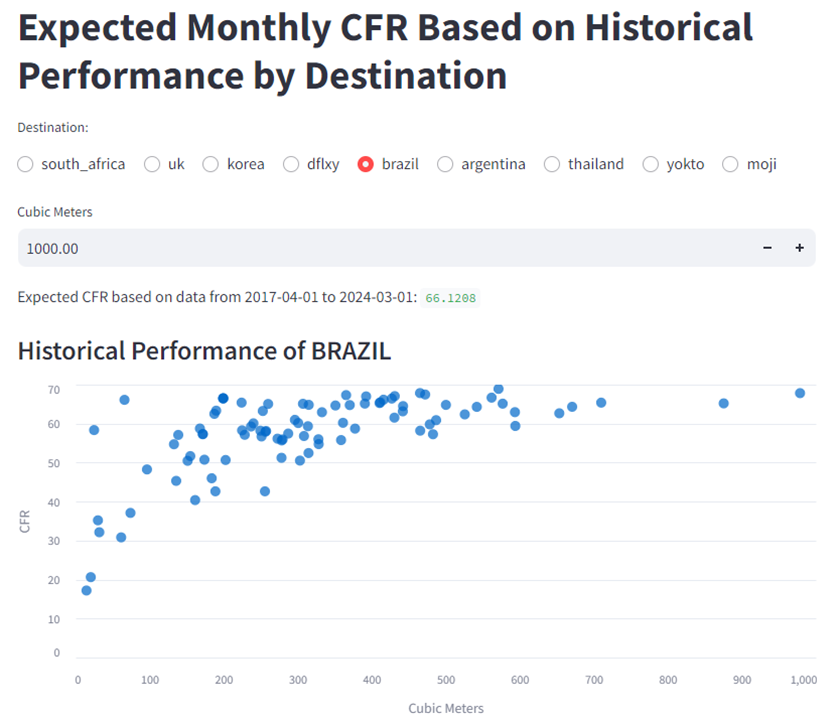 Expected Monthly CFR Based on Historical
Performance by Destination
Destination:
south_africa uk korea dflxy brazil argentina thailand yokto moji
Cubic Meters
1000.00 − +
Expected CFR based on data from 2017-04-01 to 2024-03-01: 66.1208
Historical Performance of BRAZIL
70
60
50
40
30
20
10
0
CFR
0 100 200 300 400 500 600 700 800 900 1,000
Cubic Meters